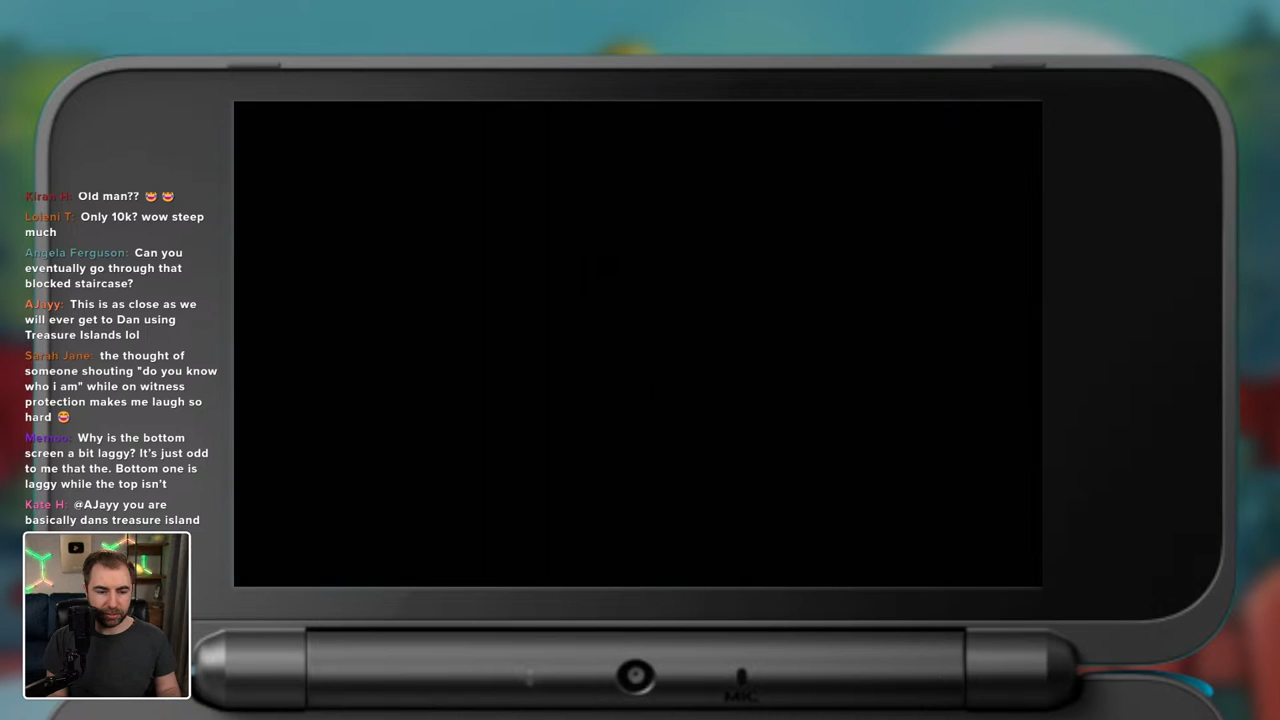 Kiran H: Old man??
Loleni T: Only 10k? wow steep
much
Angela Ferguson: Can you
eventually go through that
blocked staircase?
AJayy: This is as close as we
will ever get to Dan using
Treasure Islands lol
Sarah Jane: the thought of
someone shouting "do you know
who i am" while on witness
protection makes me laugh so
hard
Why is the bottom
screen a bit laggy? It's just odd
to me that the. Bottom one is
laggy while the top isn't
Kate H: @AJayy you are
basically dans treasure island
MIC